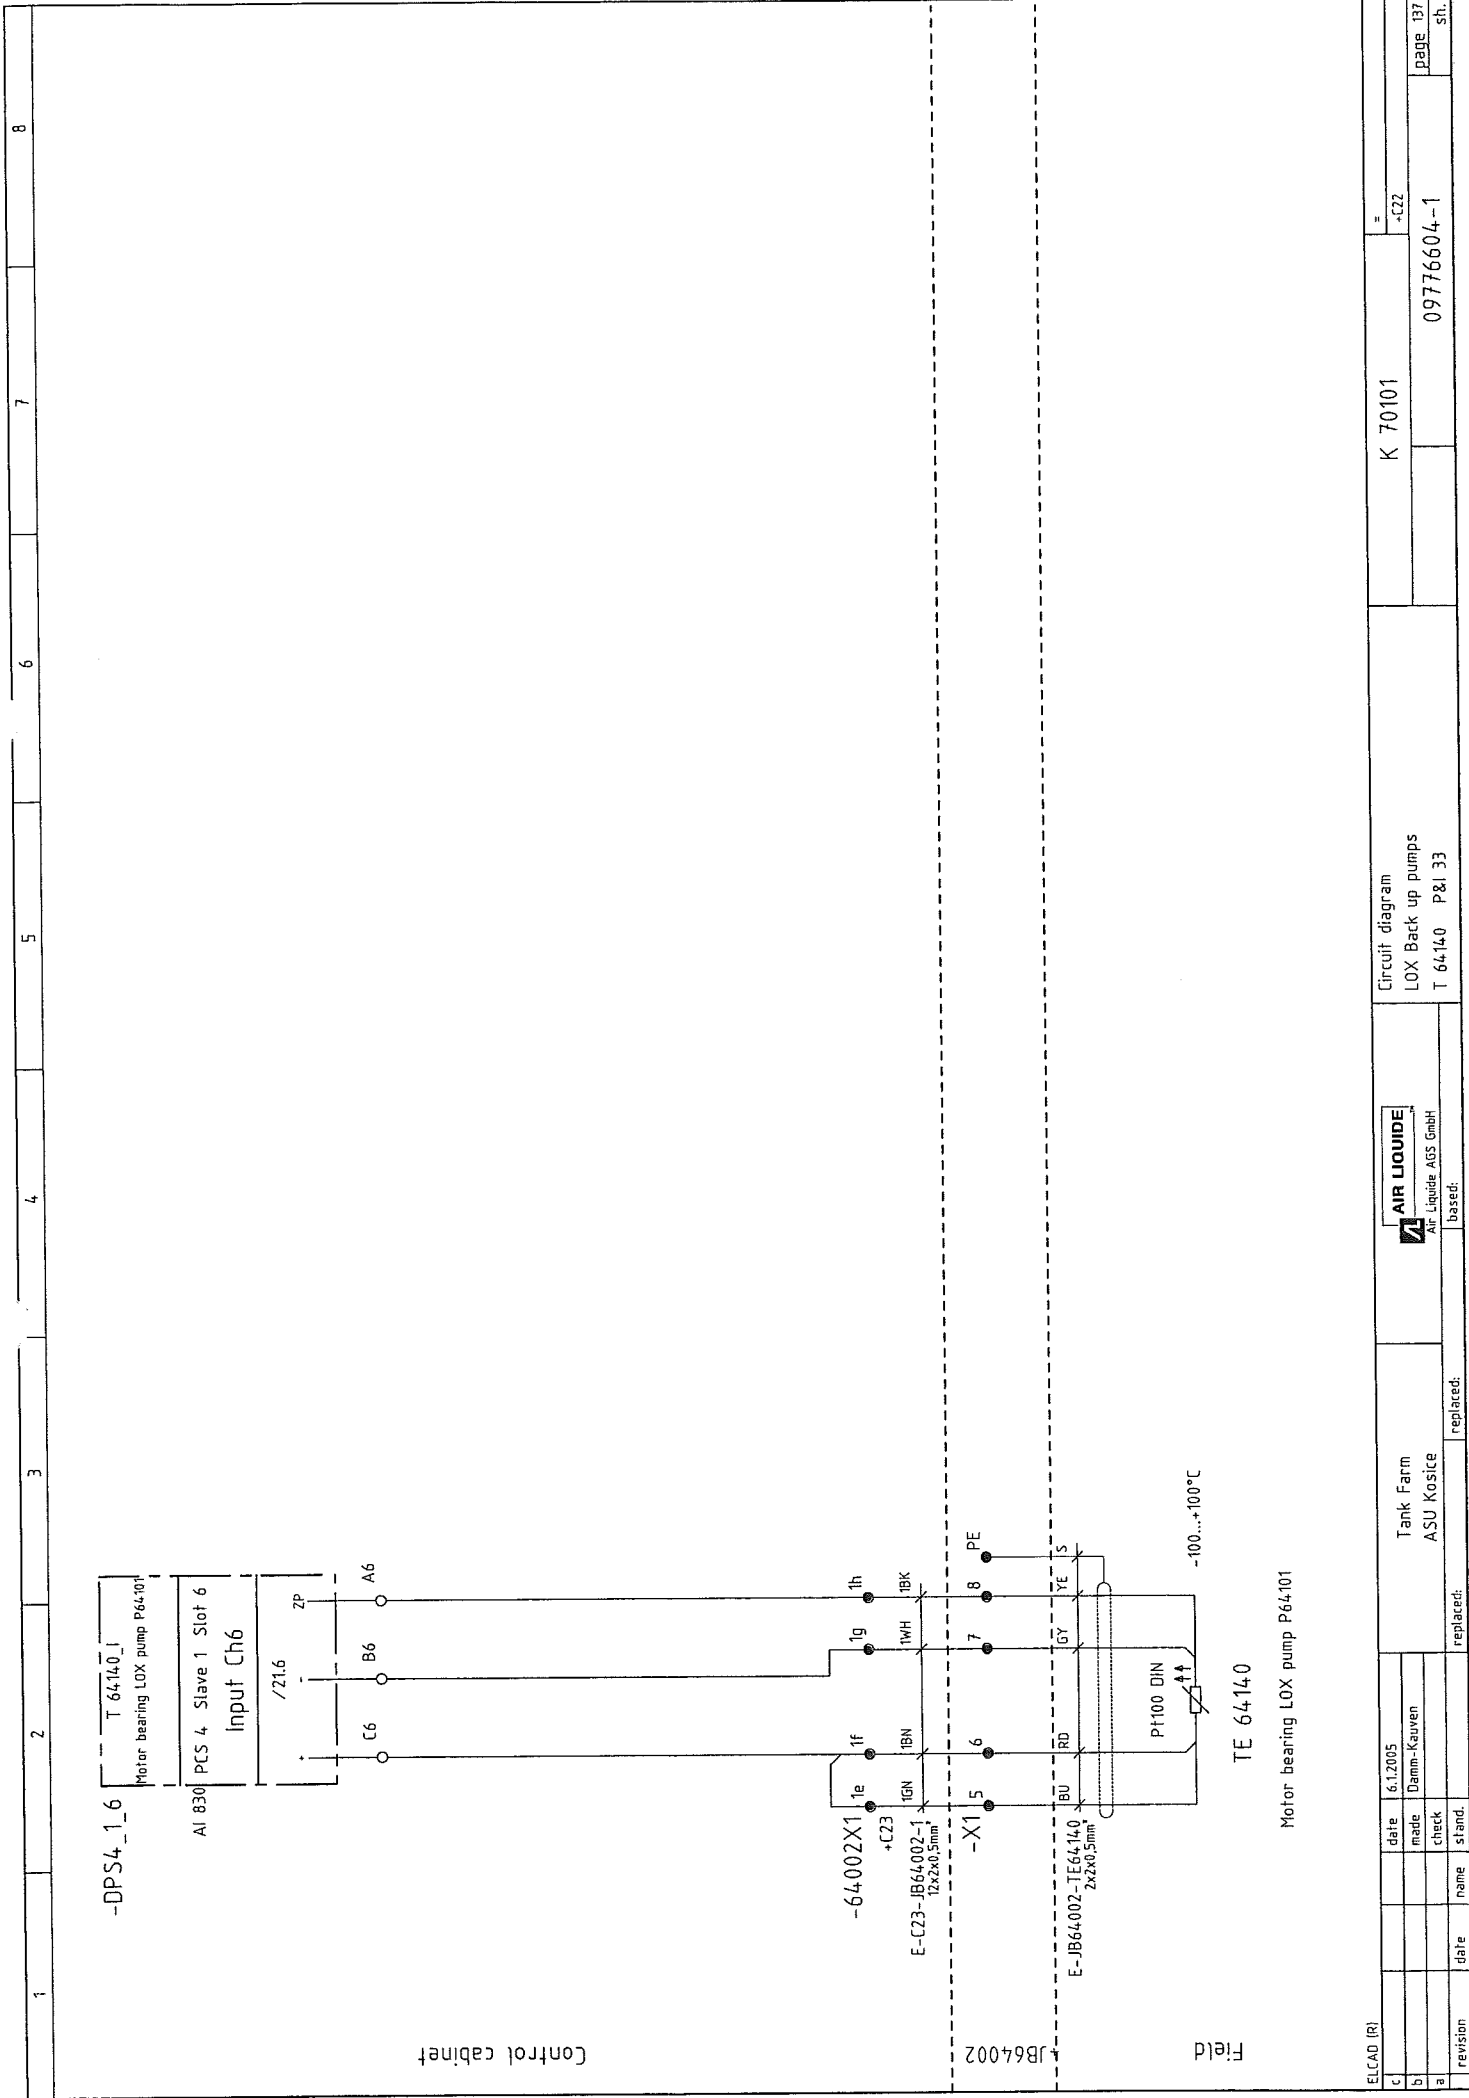 1 2 3 4 5 6 7 8
-DPS4_1_6
T 64140_I
Motor bearing LOX pump P64101
AI 830 PCS 4 Slave 1 Slot 6
Input Ch6
/21.6
+ - ZP
C6 B6 A6
Control cabinet
-64002X1 1e 1f 1g 1h
+C23
1GN 1BN 1WH 1BK
E-C23-JB64002-1
12x2x0,5mm²
+JB64002
-X1 5 6 7 8 PE
BU RD GY YE S
E-JB64002-TE64140
2x2x0,5mm²
Field
Pt100 DIN
-100...+100°C
TE 64140
Motor bearing LOX pump P64101
ELCAD (R)
c
b
a
revision date name stand.
date 6.1.2005
made Damm-Kauven
check
Tank Farm
ASU Kosice
replaced: replaced: based:
AIR LIQUIDE
Air Liquide AGS GmbH
Circuit diagram
LOX Back up pumps
T 64140 P&I 33
K 70101
=
+C22
09776604-1
page 137
sh.